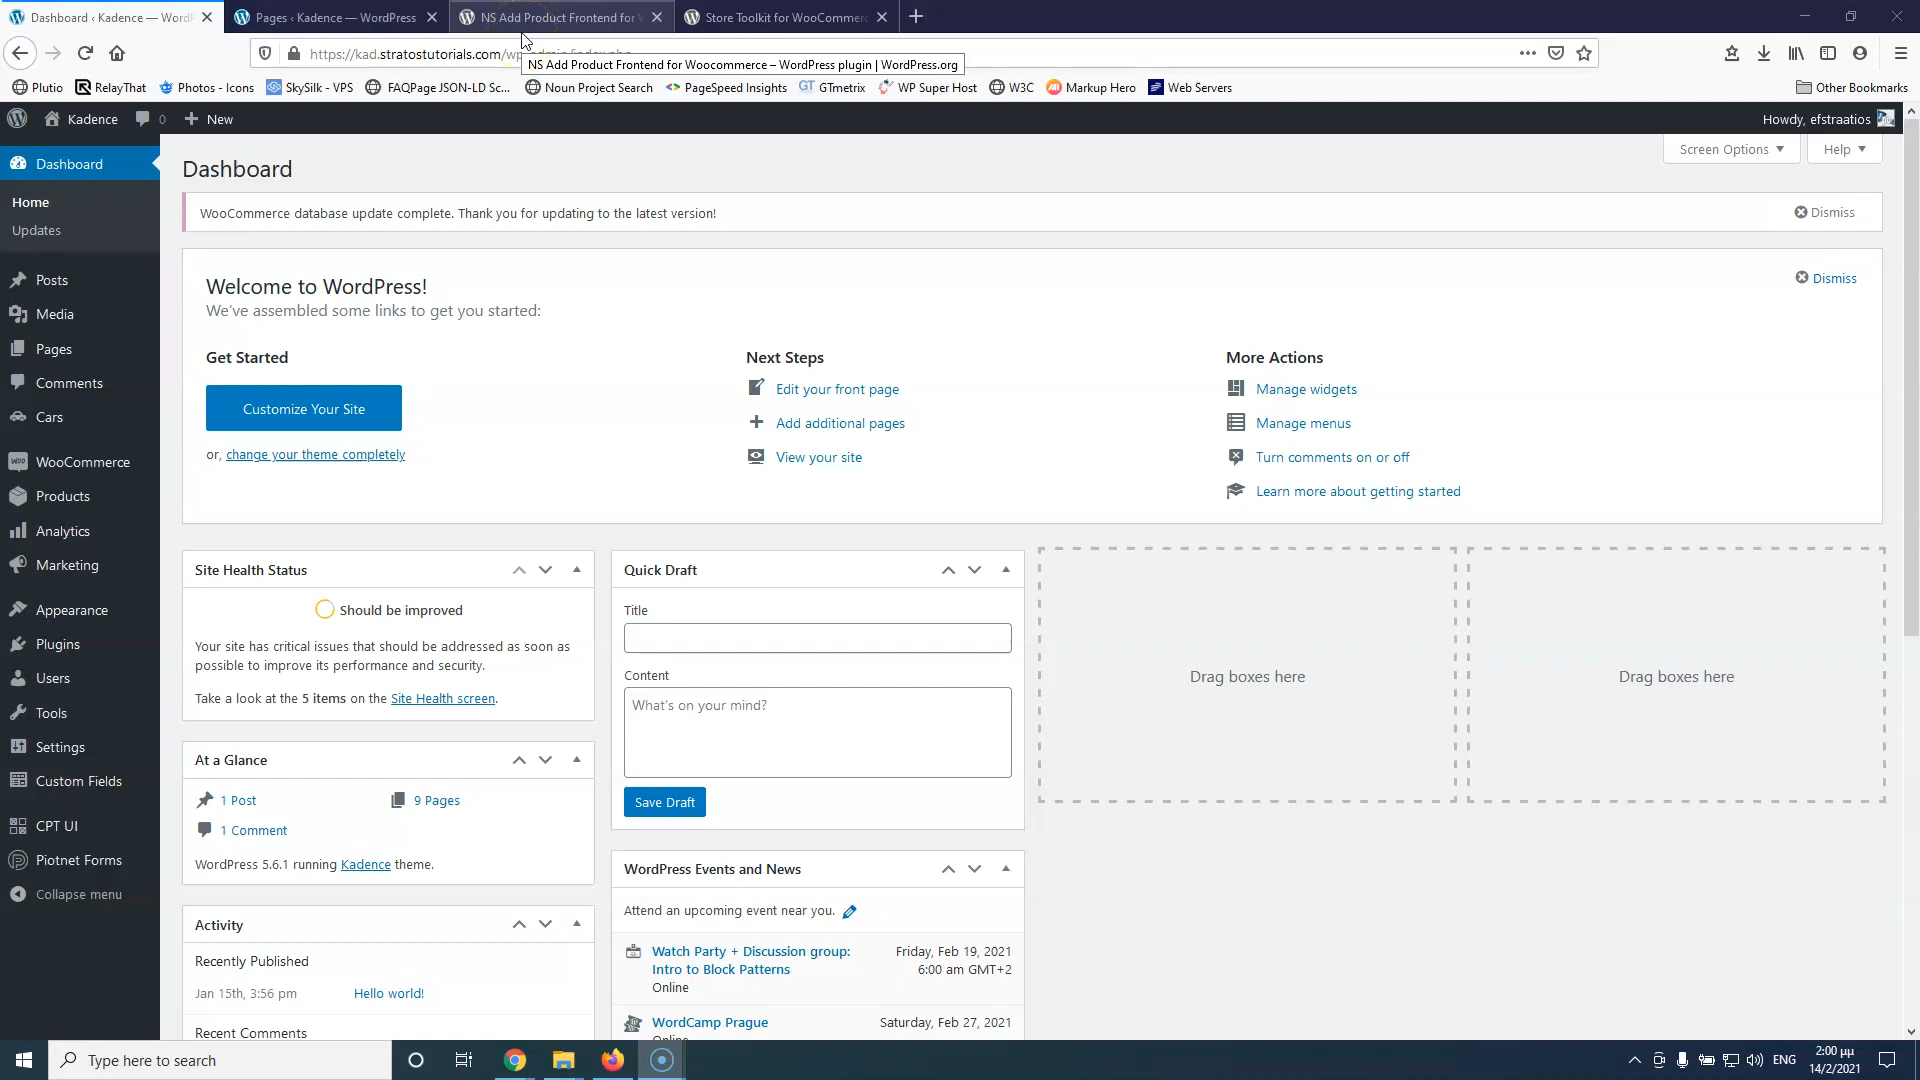 Dashboard ‹ Kadence — WordP
Pages ‹ Kadence — WordPress
NS Add Product Frontend for W
Store Toolkit for WooCommerc
https://kad.stratostutorials.com/wp-admin/index.php
NS Add Product Frontend for Woocommerce – WordPress plugin | WordPress.org
Plutio
RelayThat
Photos - Icons
SkySilk - VPS
FAQPage JSON-LD Sc...
Noun Project Search
PageSpeed Insights
GTmetrix
WP Super Host
W3C
Markup Hero
Web Servers
Other Bookmarks
Kadence
0
New
Howdy, efstraatios
Dashboard
Home
Updates
Posts
Media
Pages
Comments
Cars
WooCommerce
Products
Analytics
Marketing
Appearance
Plugins
Users
Tools
Settings
Custom Fields
CPT UI
Piotnet Forms
Collapse menu
Screen Options
Help
Dashboard
WooCommerce database update complete. Thank you for updating to the latest version!
Dismiss
Welcome to WordPress!
We've assembled some links to get you started:
Dismiss
Get Started
Customize Your Site
or, change your theme completely
Next Steps
Edit your front page
Add additional pages
View your site
More Actions
Manage widgets
Manage menus
Turn comments on or off
Learn more about getting started
Site Health Status
Should be improved
Your site has critical issues that should be addressed as soon as
possible to improve its performance and security.
Take a look at the 5 items on the Site Health screen.
At a Glance
1 Post
9 Pages
1 Comment
WordPress 5.6.1 running Kadence theme.
Activity
Recently Published
Jan 15th, 3:56 pm
Hello world!
Recent Comments
Quick Draft
Title
Content
What's on your mind?
Save Draft
WordPress Events and News
Attend an upcoming event near you.
Watch Party + Discussion group:
Intro to Block Patterns
Online
Friday, Feb 19, 2021
6:00 am GMT+2
WordCamp Prague
Online
Saturday, Feb 27, 2021
Drag boxes here
Drag boxes here
Type here to search
ENG
2:00 μμ
14/2/2021